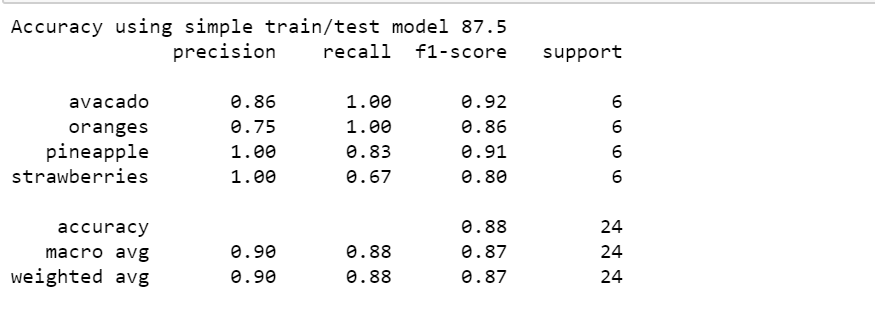 Accuracy using simple train/test model 87.5
precision recall f1-score support
avacado 0.86 1.00 0.92 6
oranges 0.75 1.00 0.86 6
pineapple 1.00 0.83 0.91 6
strawberries 1.00 0.67 0.80 6
accuracy 0.88 24
macro avg 0.90 0.88 0.87 24
weighted avg 0.90 0.88 0.87 24